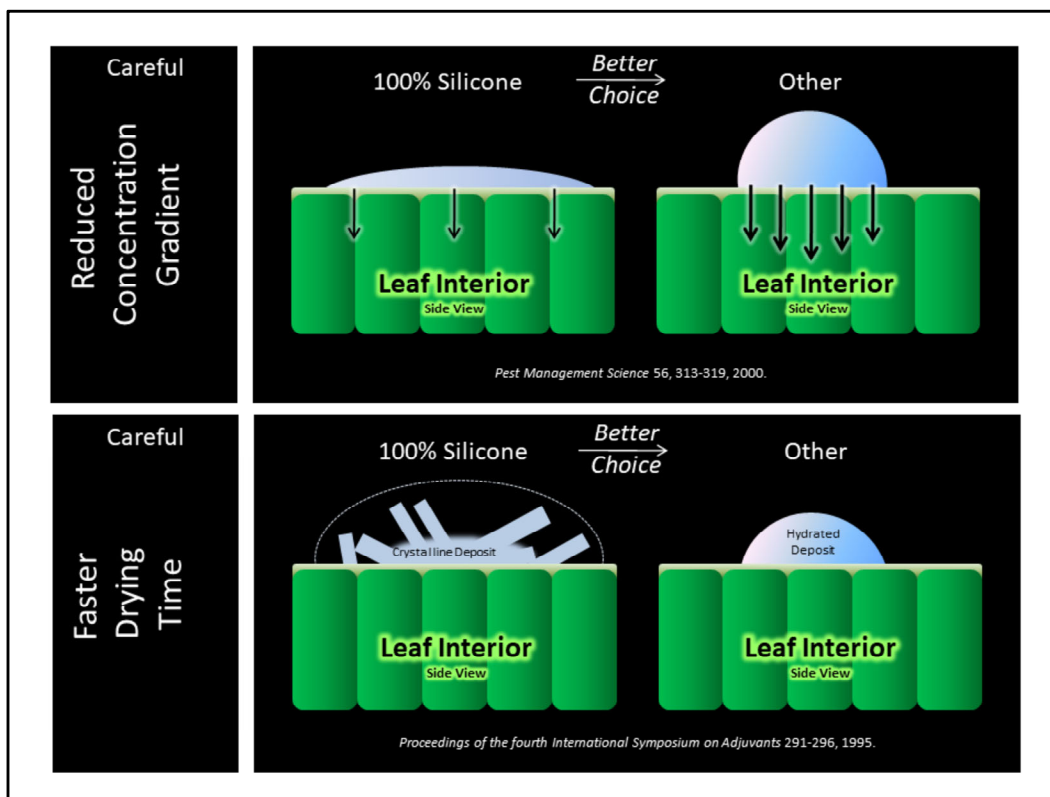 Careful
Reduced
Concentration
Gradient
100% Silicone
Better
Choice
Other
Leaf Interior
Side View
Leaf Interior
Side View
Pest Management Science 56, 313-319, 2000.
Careful
Faster
Drying
Time
100% Silicone
Better
Choice
Other
Crystalline Deposit
Hydrated
Deposit
Leaf Interior
Side View
Leaf Interior
Side View
Proceedings of the fourth International Symposium on Adjuvants 291-296, 1995.